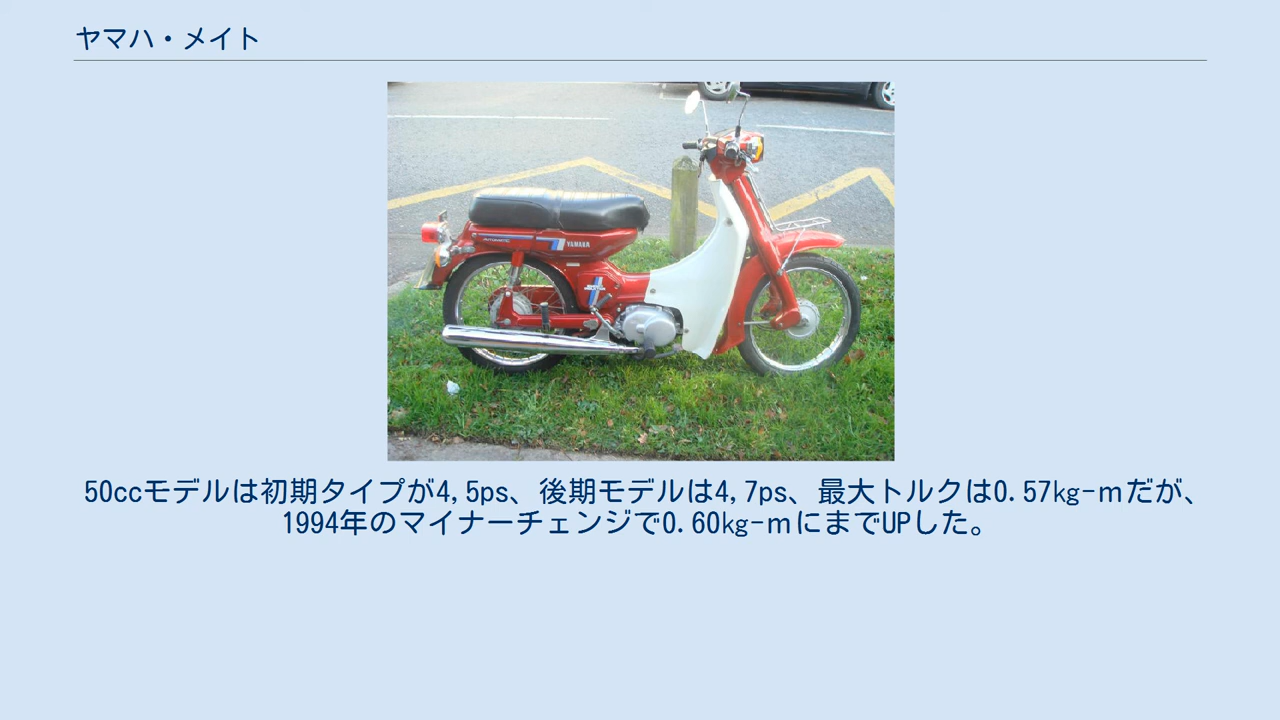 ヤマハ・メイト
YAMAHA
50ccモデルは初期タイプが4,5ps、後期モデルは4,7ps、最大トルクは0.57kg-ｍだが、
1994年のマイナーチェンジで0.60kg-ｍにまでUPした。